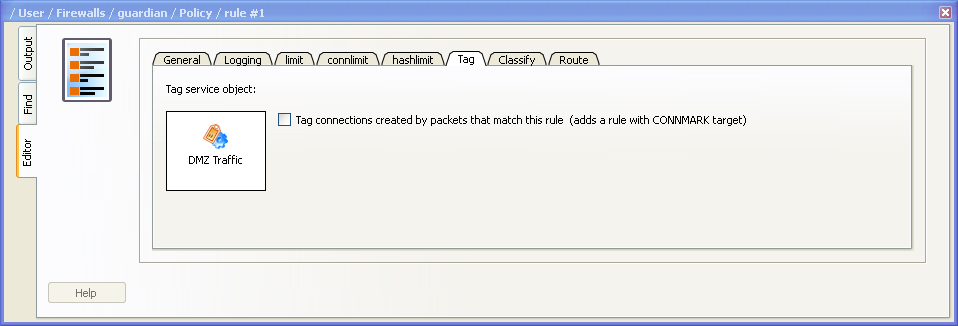 / User / Firewalls / guardian / Policy / rule #1
Output
Find
Editor
General Logging limit connlimit hashlimit Tag Classify Route
Tag service object:
Tag connections created by packets that match this rule (adds a rule with CONNMARK target)
DMZ Traffic
Help